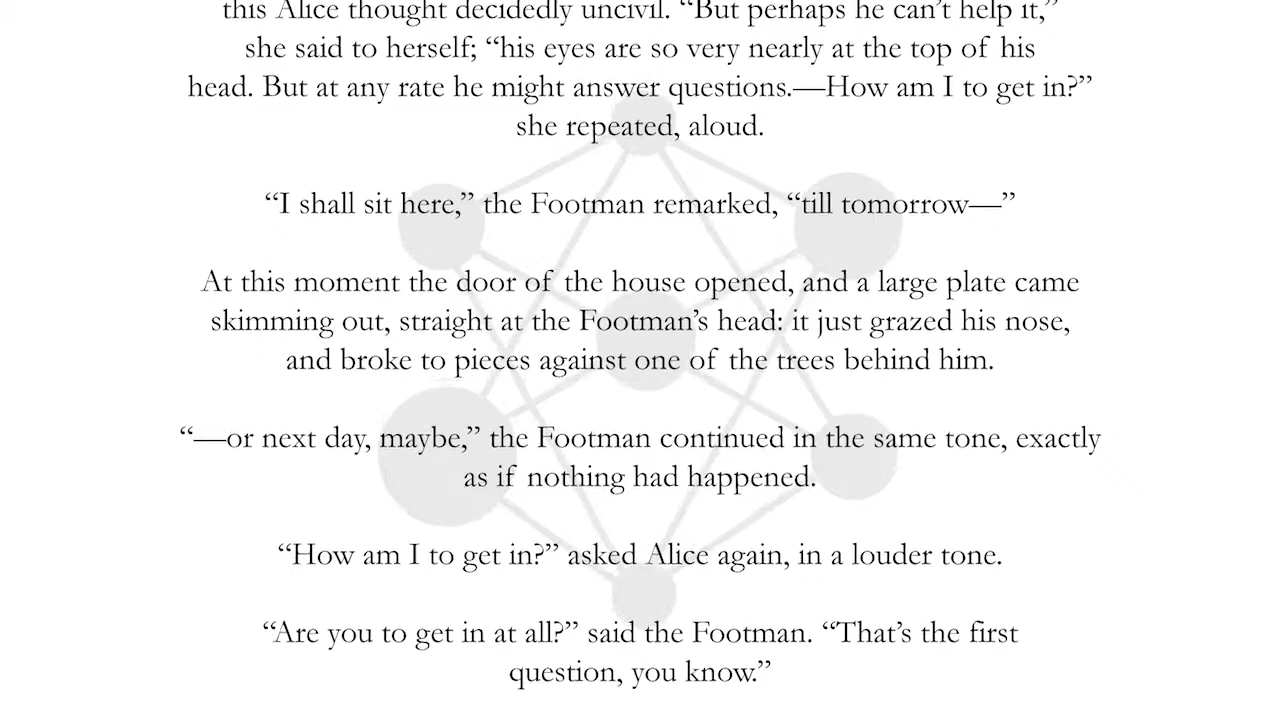 this Alice thought decidedly uncivil. “But perhaps he can’t help it,”
she said to herself; “his eyes are so very nearly at the top of his
head. But at any rate he might answer questions.—How am I to get in?”
she repeated, aloud.
“I shall sit here,” the Footman remarked, “till tomorrow—”
At this moment the door of the house opened, and a large plate came
skimming out, straight at the Footman’s head: it just grazed his nose,
and broke to pieces against one of the trees behind him.
“—or next day, maybe,” the Footman continued in the same tone, exactly
as if nothing had happened.
“How am I to get in?” asked Alice again, in a louder tone.
“Are you to get in at all?” said the Footman. “That’s the first
question, you know.”